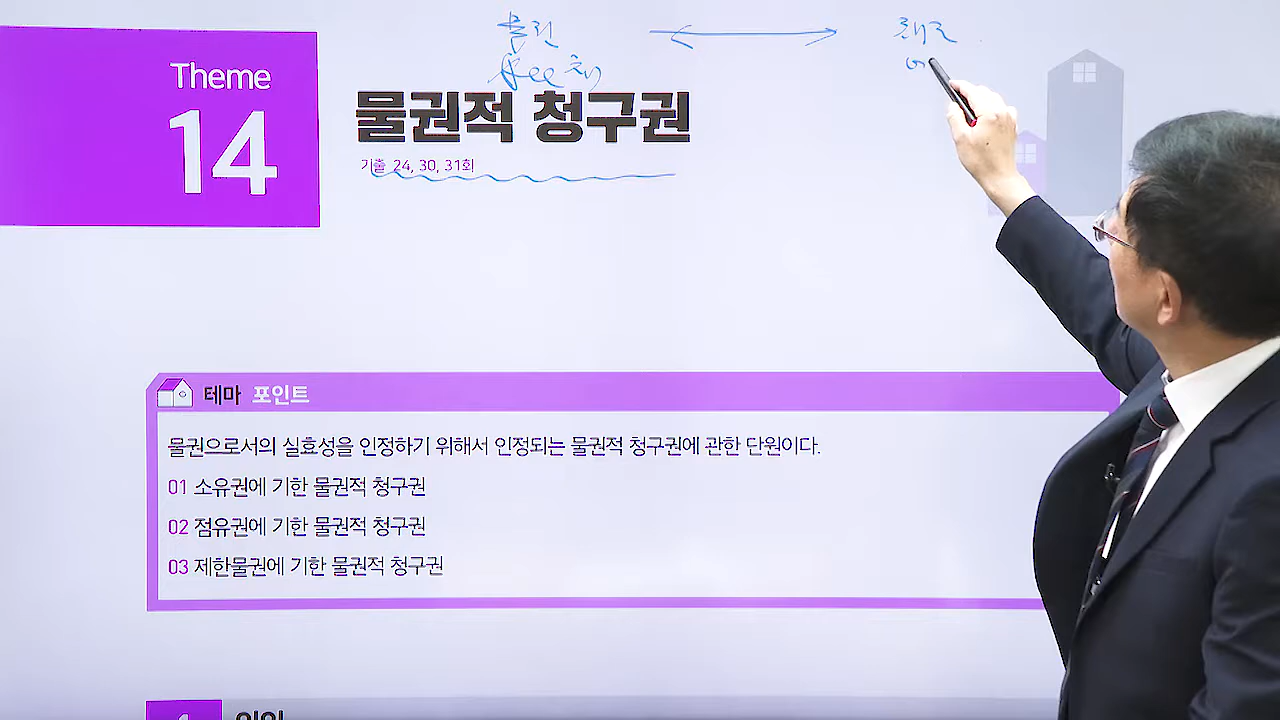 물권
Theme
14
물권적 청구권
기출 24, 30, 31회
테마 포인트
물권으로서의 실효성을 인정하기 위해서 인정되는 물권적 청구권에 관한 단원이다.
01 소유권에 기한 물권적 청구권
02 점유권에 기한 물권적 청구권
03 제한물권에 기한 물권적 청구권